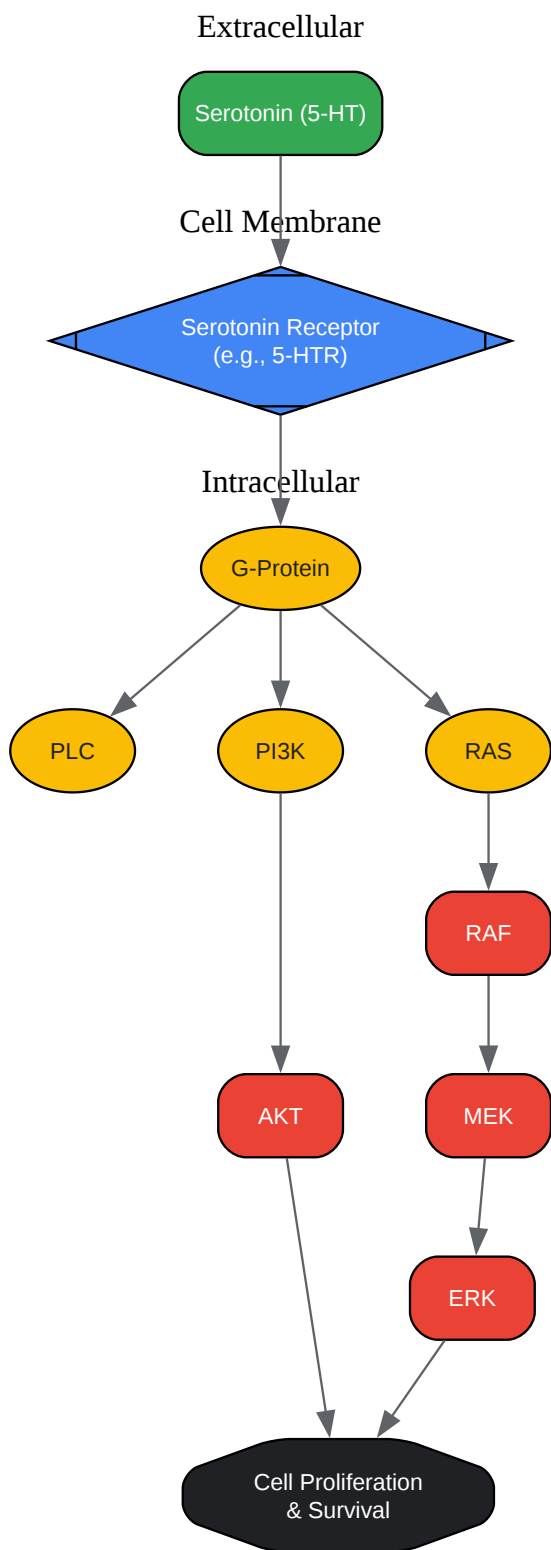 Extracellular
Serotonin (5-HT)
Cell Membrane
Serotonin Receptor
(e.g., 5-HTR)
Intracellular
G-Protein
PLC
PI3K
RAS
RAF
AKT
MEK
ERK
Cell Proliferation
& Survival